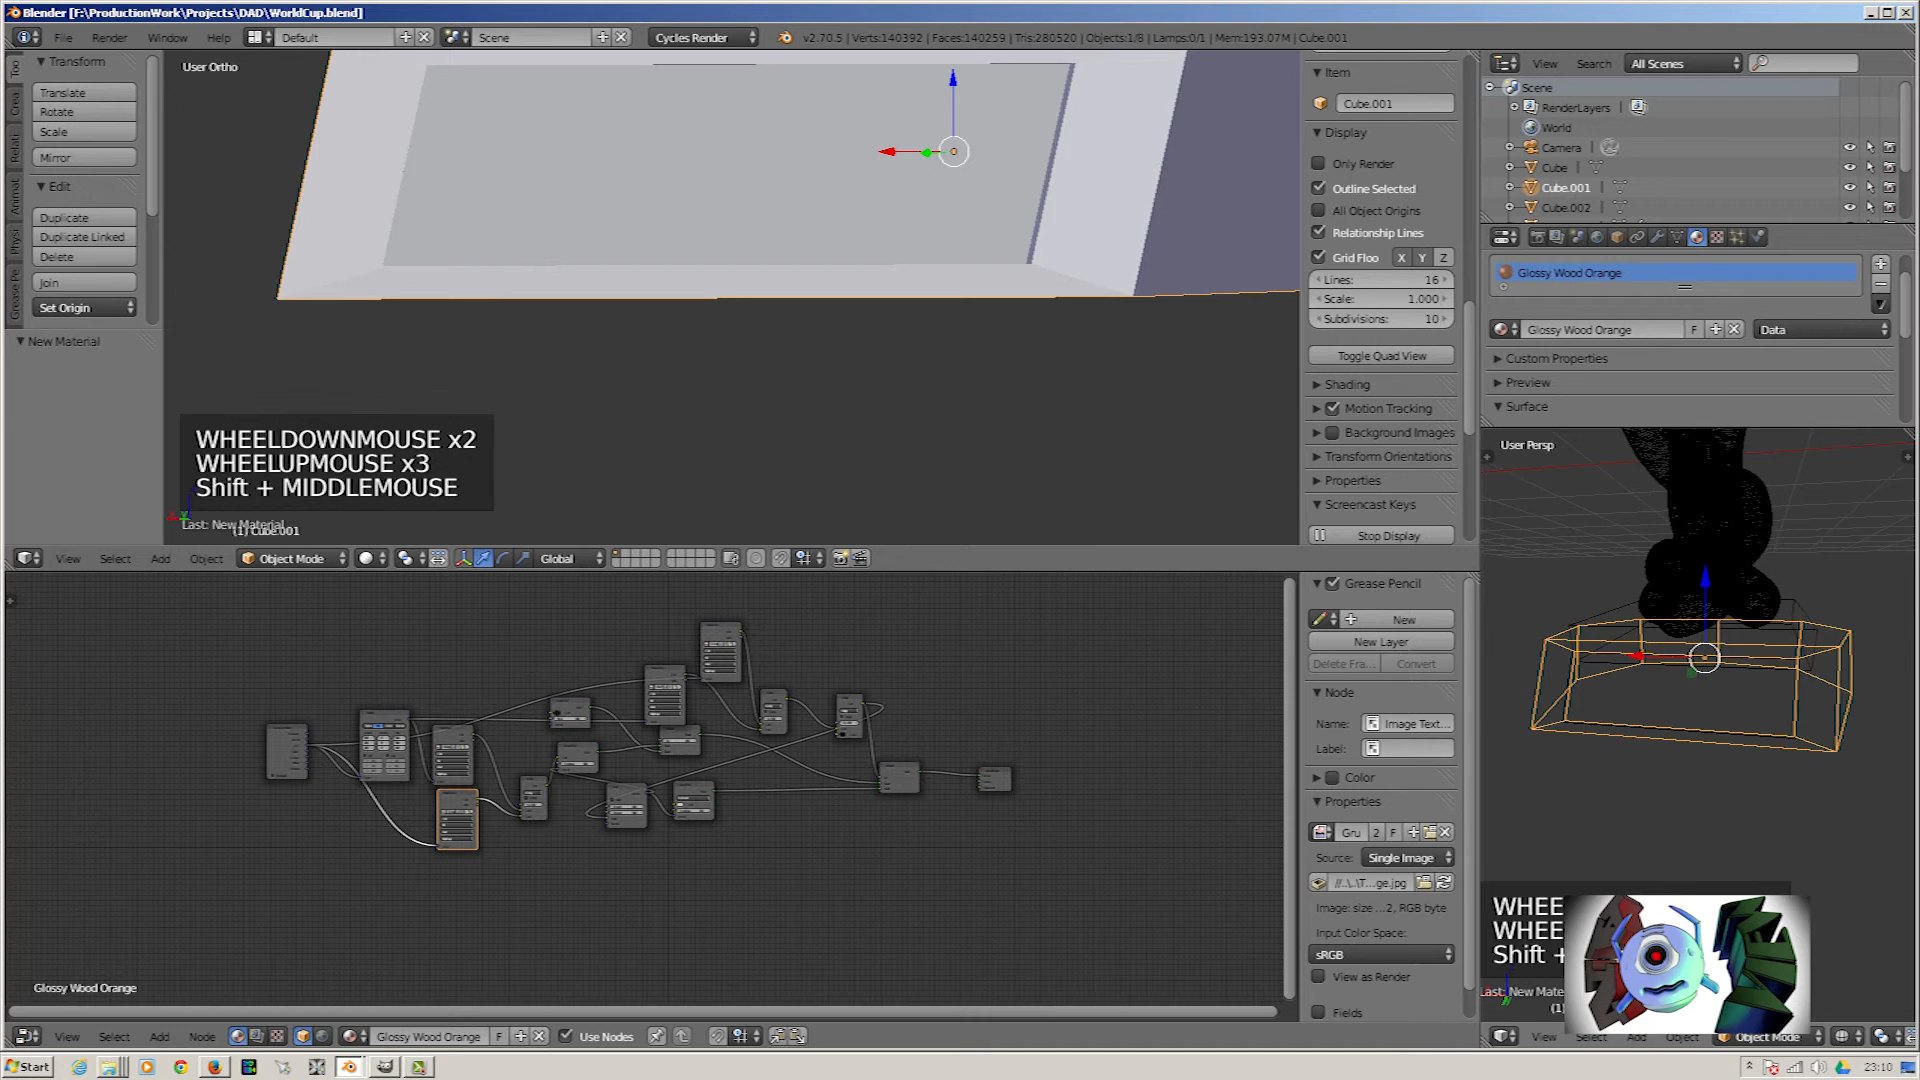 Blender [F:\ProductionWork\Projects\DAD\WorldCup.blend]
File Render Window Help Default Scene Cycles Render v2.70.5 | Verts:140392 | Faces:140259 | Tris:280520 | Objects:1/8 | Lamps:0/1 | Mem:193.07M | Cube.001
User Ortho
Transform
Translate
Rotate
Scale
Mirror
Edit
Duplicate
Duplicate Linked
Delete
Join
Set Origin
New Material
Too
Crea
Relati
Animat
Physi
Grease Pe
WHEELDOWNMOUSE x2
WHEELUPMOUSE x3
Shift + MIDDLEMOUSE
Last: New Material
(1) Cube.001
View Select Add Object Object Mode Global
Item
Cube.001
Display
Only Render
Outline Selected
All Object Origins
Relationship Lines
Grid Floo X Y Z
Lines: 16
Scale: 1.000
Subdivisions: 10
Toggle Quad View
Shading
Motion Tracking
Background Images
Transform Orientations
Properties
Screencast Keys
Stop Display
View Search All Scenes
Scene
RenderLayers
World
Camera
Cube
Cube.001
Cube.002
Glossy Wood Orange
Glossy Wood Orange F Data
Custom Properties
Preview
Surface
User Persp
WHEE
WHEE
Shift +
Last: New Mate
(1)
View Select Add Object Object Mode
Grease Pencil
New
New Layer
Delete Fra... Convert
Node
Name: Image Text...
Label:
Color
Properties
Gru 2 F
Source: Single Image
//..\..\T...ge.jpg
Image: size ...2, RGB byte
Input Color Space:
sRGB
View as Render
Fields
Glossy Wood Orange
View Select Add Node Glossy Wood Orange F Use Nodes
Start 23:10